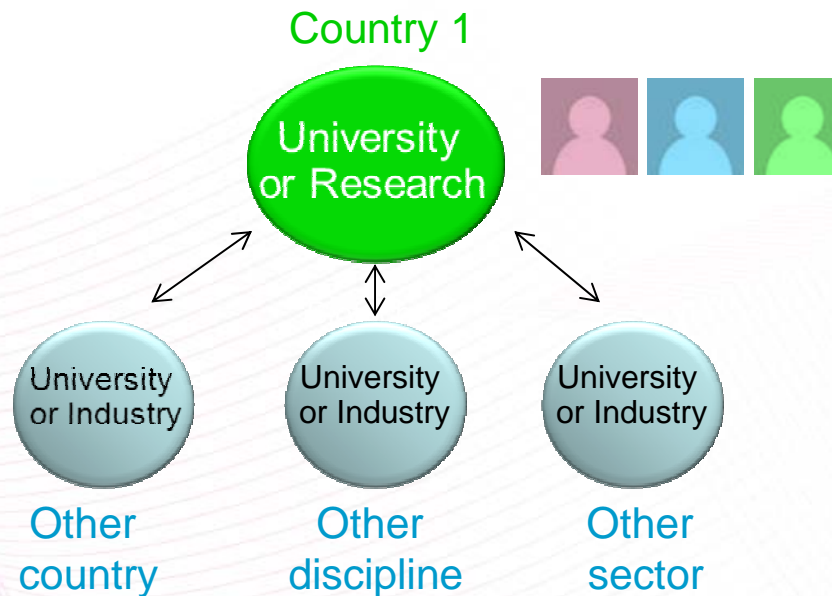 Country 1
University
or Research
University
or Industry
University
or Industry
University
or Industry
Other
country
Other
discipline
Other
sector